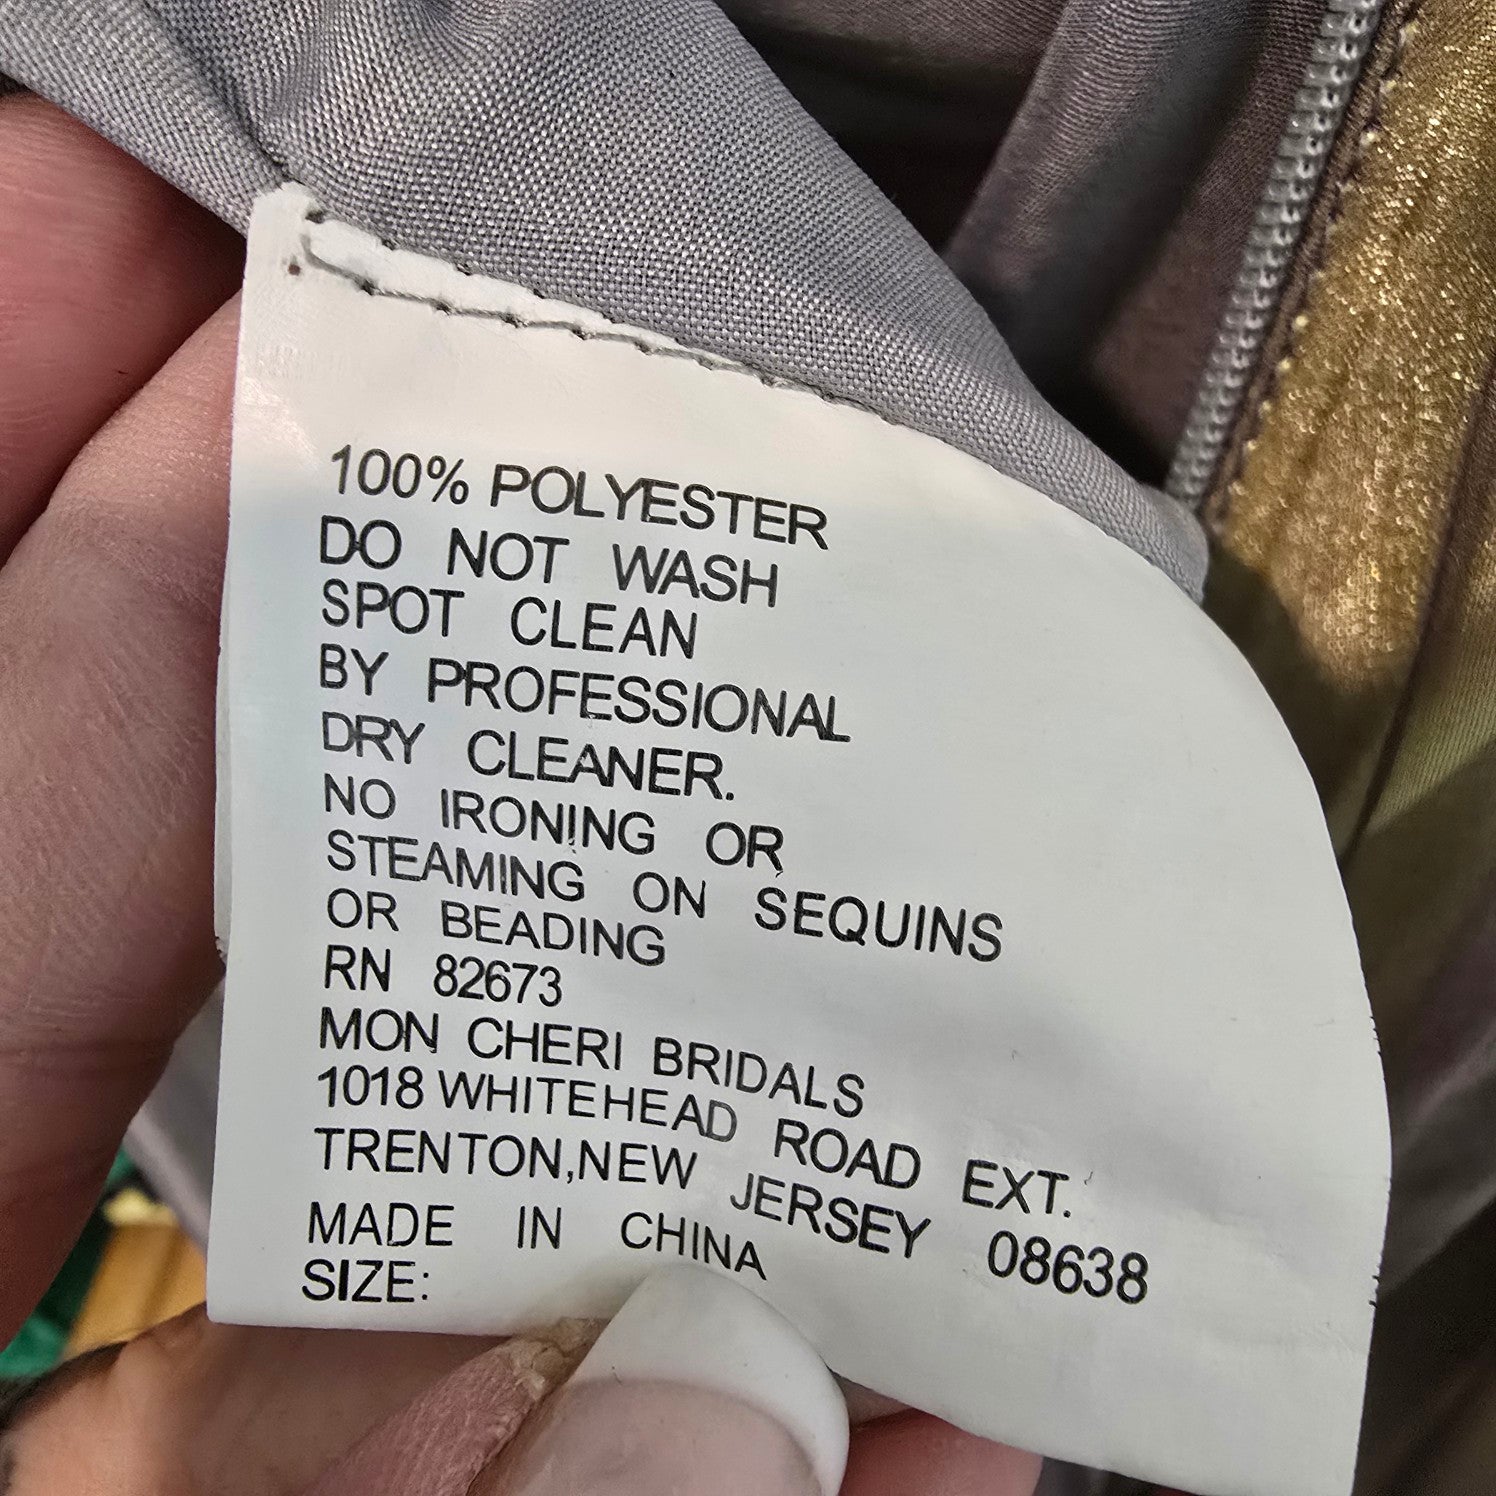 100% POLYESTER
DO NOT WASH
SPOT CLEAN
BY PROFESSIONAL
DRY CLEANER.
NO IRONING OR
STEAMING ON SEQUINS
OR BEADING
RN 82673
MON CHERI BRIDALS
1018 WHITEHEAD ROAD EXT.
TRENTON,NEW JERSEY 08638
MADE IN CHINA
SIZE: